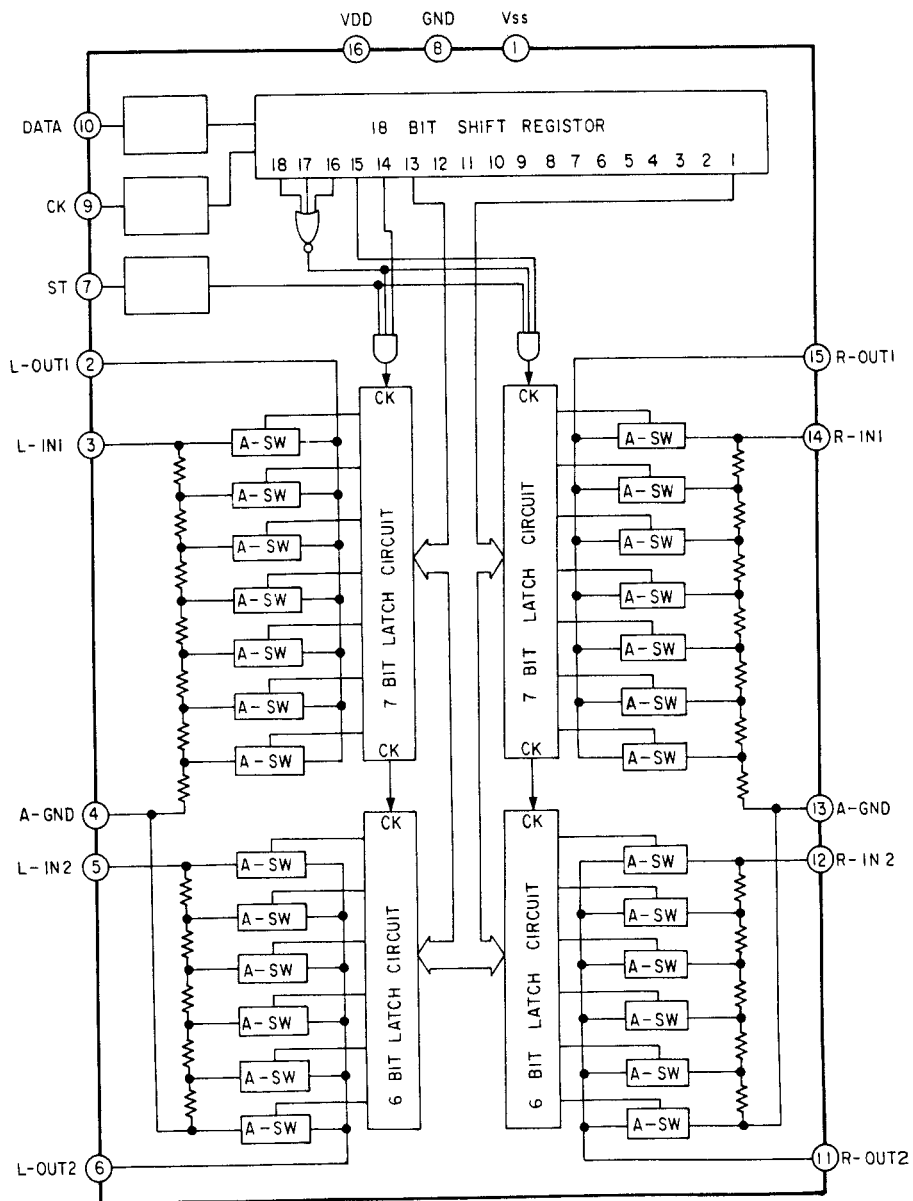 VDD GND Vss
16 8 1
DATA 10
18 BIT SHIFT REGISTOR
18 17 16 15 14 13 12 11 10 9 8 7 6 5 4 3 2 1
CK 9
ST 7
L-OUT1 2
15 R-OUT1
CK CK
L-IN1 3
A-SW
A-SW
14 R-IN1
A-SW
A-SW
A-SW
A-SW
A-SW
A-SW
A-SW
A-SW
A-SW
A-SW
A-SW
A-SW
7 BIT LATCH CIRCUIT
7 BIT LATCH CIRCUIT
CK CK
A-GND 4
13 A-GND
CK CK
L-IN2 5
A-SW
A-SW
12 R-IN2
A-SW
A-SW
A-SW
A-SW
A-SW
A-SW
A-SW
A-SW
A-SW
A-SW
6 BIT LATCH CIRCUIT
6 BIT LATCH CIRCUIT
L-OUT2 6
11 R-OUT2